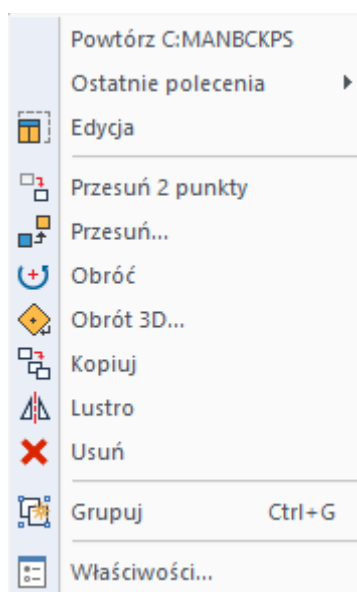 Powtórz C:MANBCKPS
Ostatnie polecenia
Edycja
Przesuń 2 punkty
Przesuń...
Obróć
Obrót 3D...
Kopiuj
Lustro
Usuń
Grupuj Ctrl+G
Właściwości...